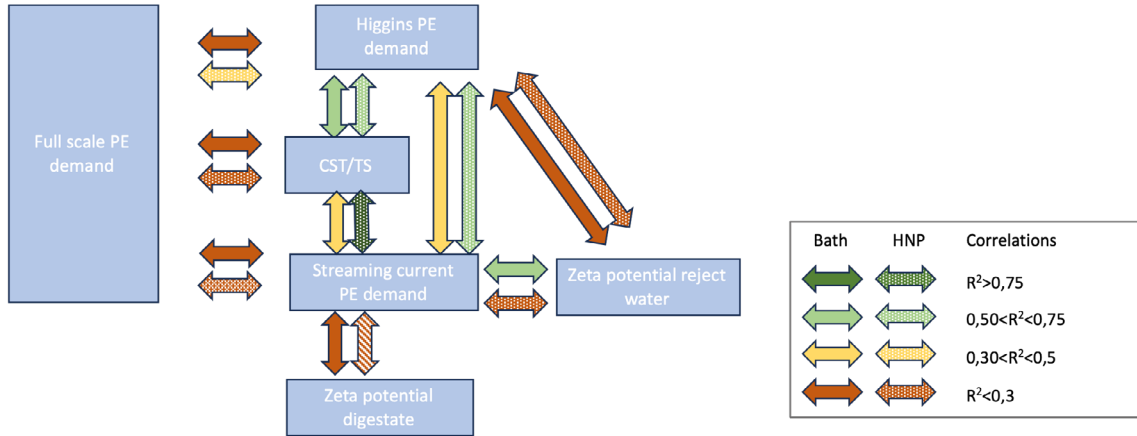 Higgins PE
demand
Full scale PE
demand
CST/TS
Streaming current
PE demand
Zeta potential reject
water
Zeta potential
digestate
Bath HNP Correlations
R²>0,75
0,50<R²<0,75
0,30<R²<0,5
R²<0,3